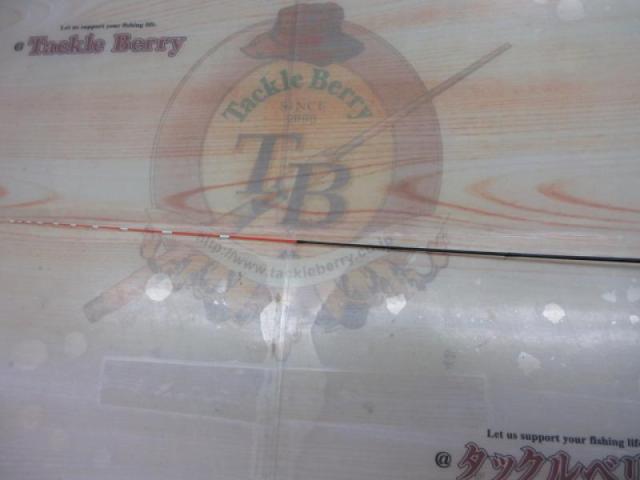 Let us support your fishing life.
@ Tackle Berry
Tackle Berry
SINCE
TB
http://www.tackleberry.co.jp
Let us support your fishing life
@ タックルベリ